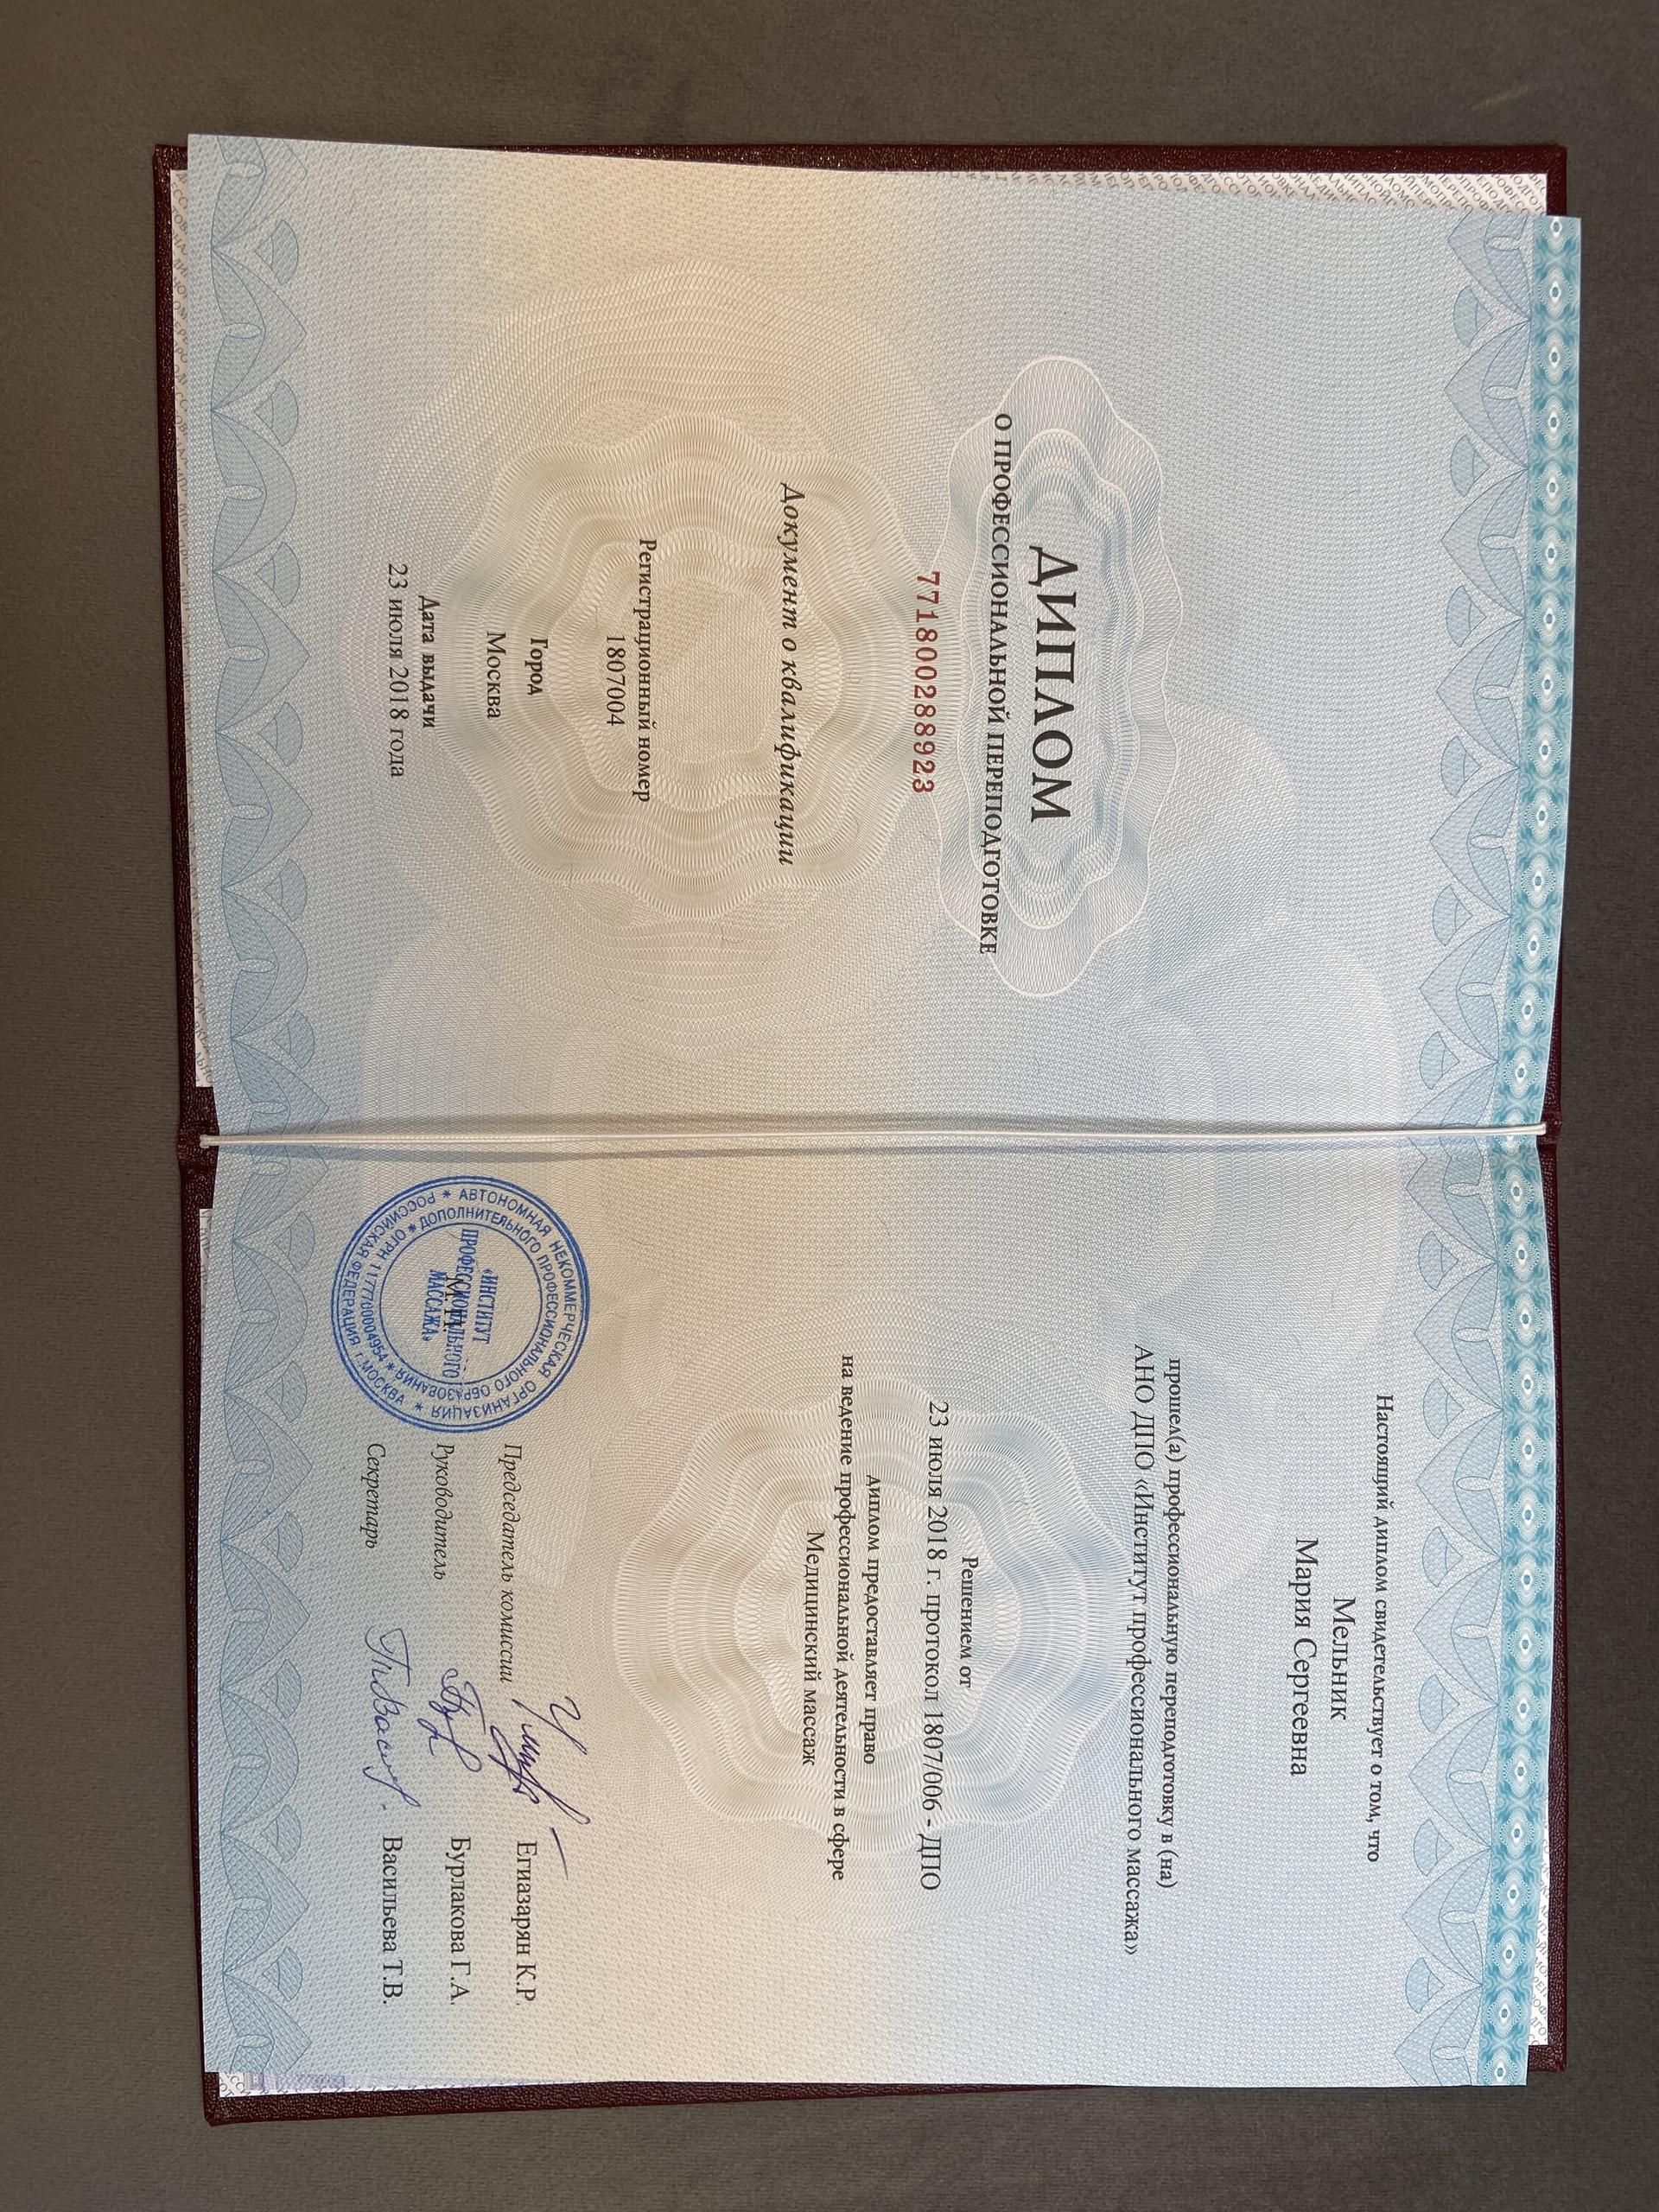 ДИПЛОМ
О ПРОФЕССИОНАЛЬНОЙ ПЕРЕПОДГОТОВКЕ
771800288923
Документ о квалификации
Регистрационный номер
1807004
Город
Москва
Дата выдачи
23 июля 2018 года
Настоящий диплом свидетельствует о том, что
Мельник
Мария Сергеевна
прошел(а) профессиональную переподготовку в (на)
АНО ДПО «Институт профессионального массажа»
Решением от
23 июля 2018 г. протокол 1807/006 - ДПО
диплом предоставляет право
на ведение профессиональной деятельности в сфере
Медицинский массаж
Председатель комиссии Егиазарян К.Р.
Руководитель Бурлакова Г.А.
Секретарь Васильева Т.В.
М.П.
АВТОНОМНАЯ НЕКОММЕРЧЕСКАЯ ОРГАНИЗАЦИЯ * РОССИЙСКАЯ ФЕДЕРАЦИЯ г.МОСКВА *
ДОПОЛНИТЕЛЬНОГО ПРОФЕССИОНАЛЬНОГО ОБРАЗОВАНИЯ * ОГРН 1177700004954 *
«ИНСТИТУТ
ПРОФЕССИОНАЛЬНОГО
МАССАЖА»